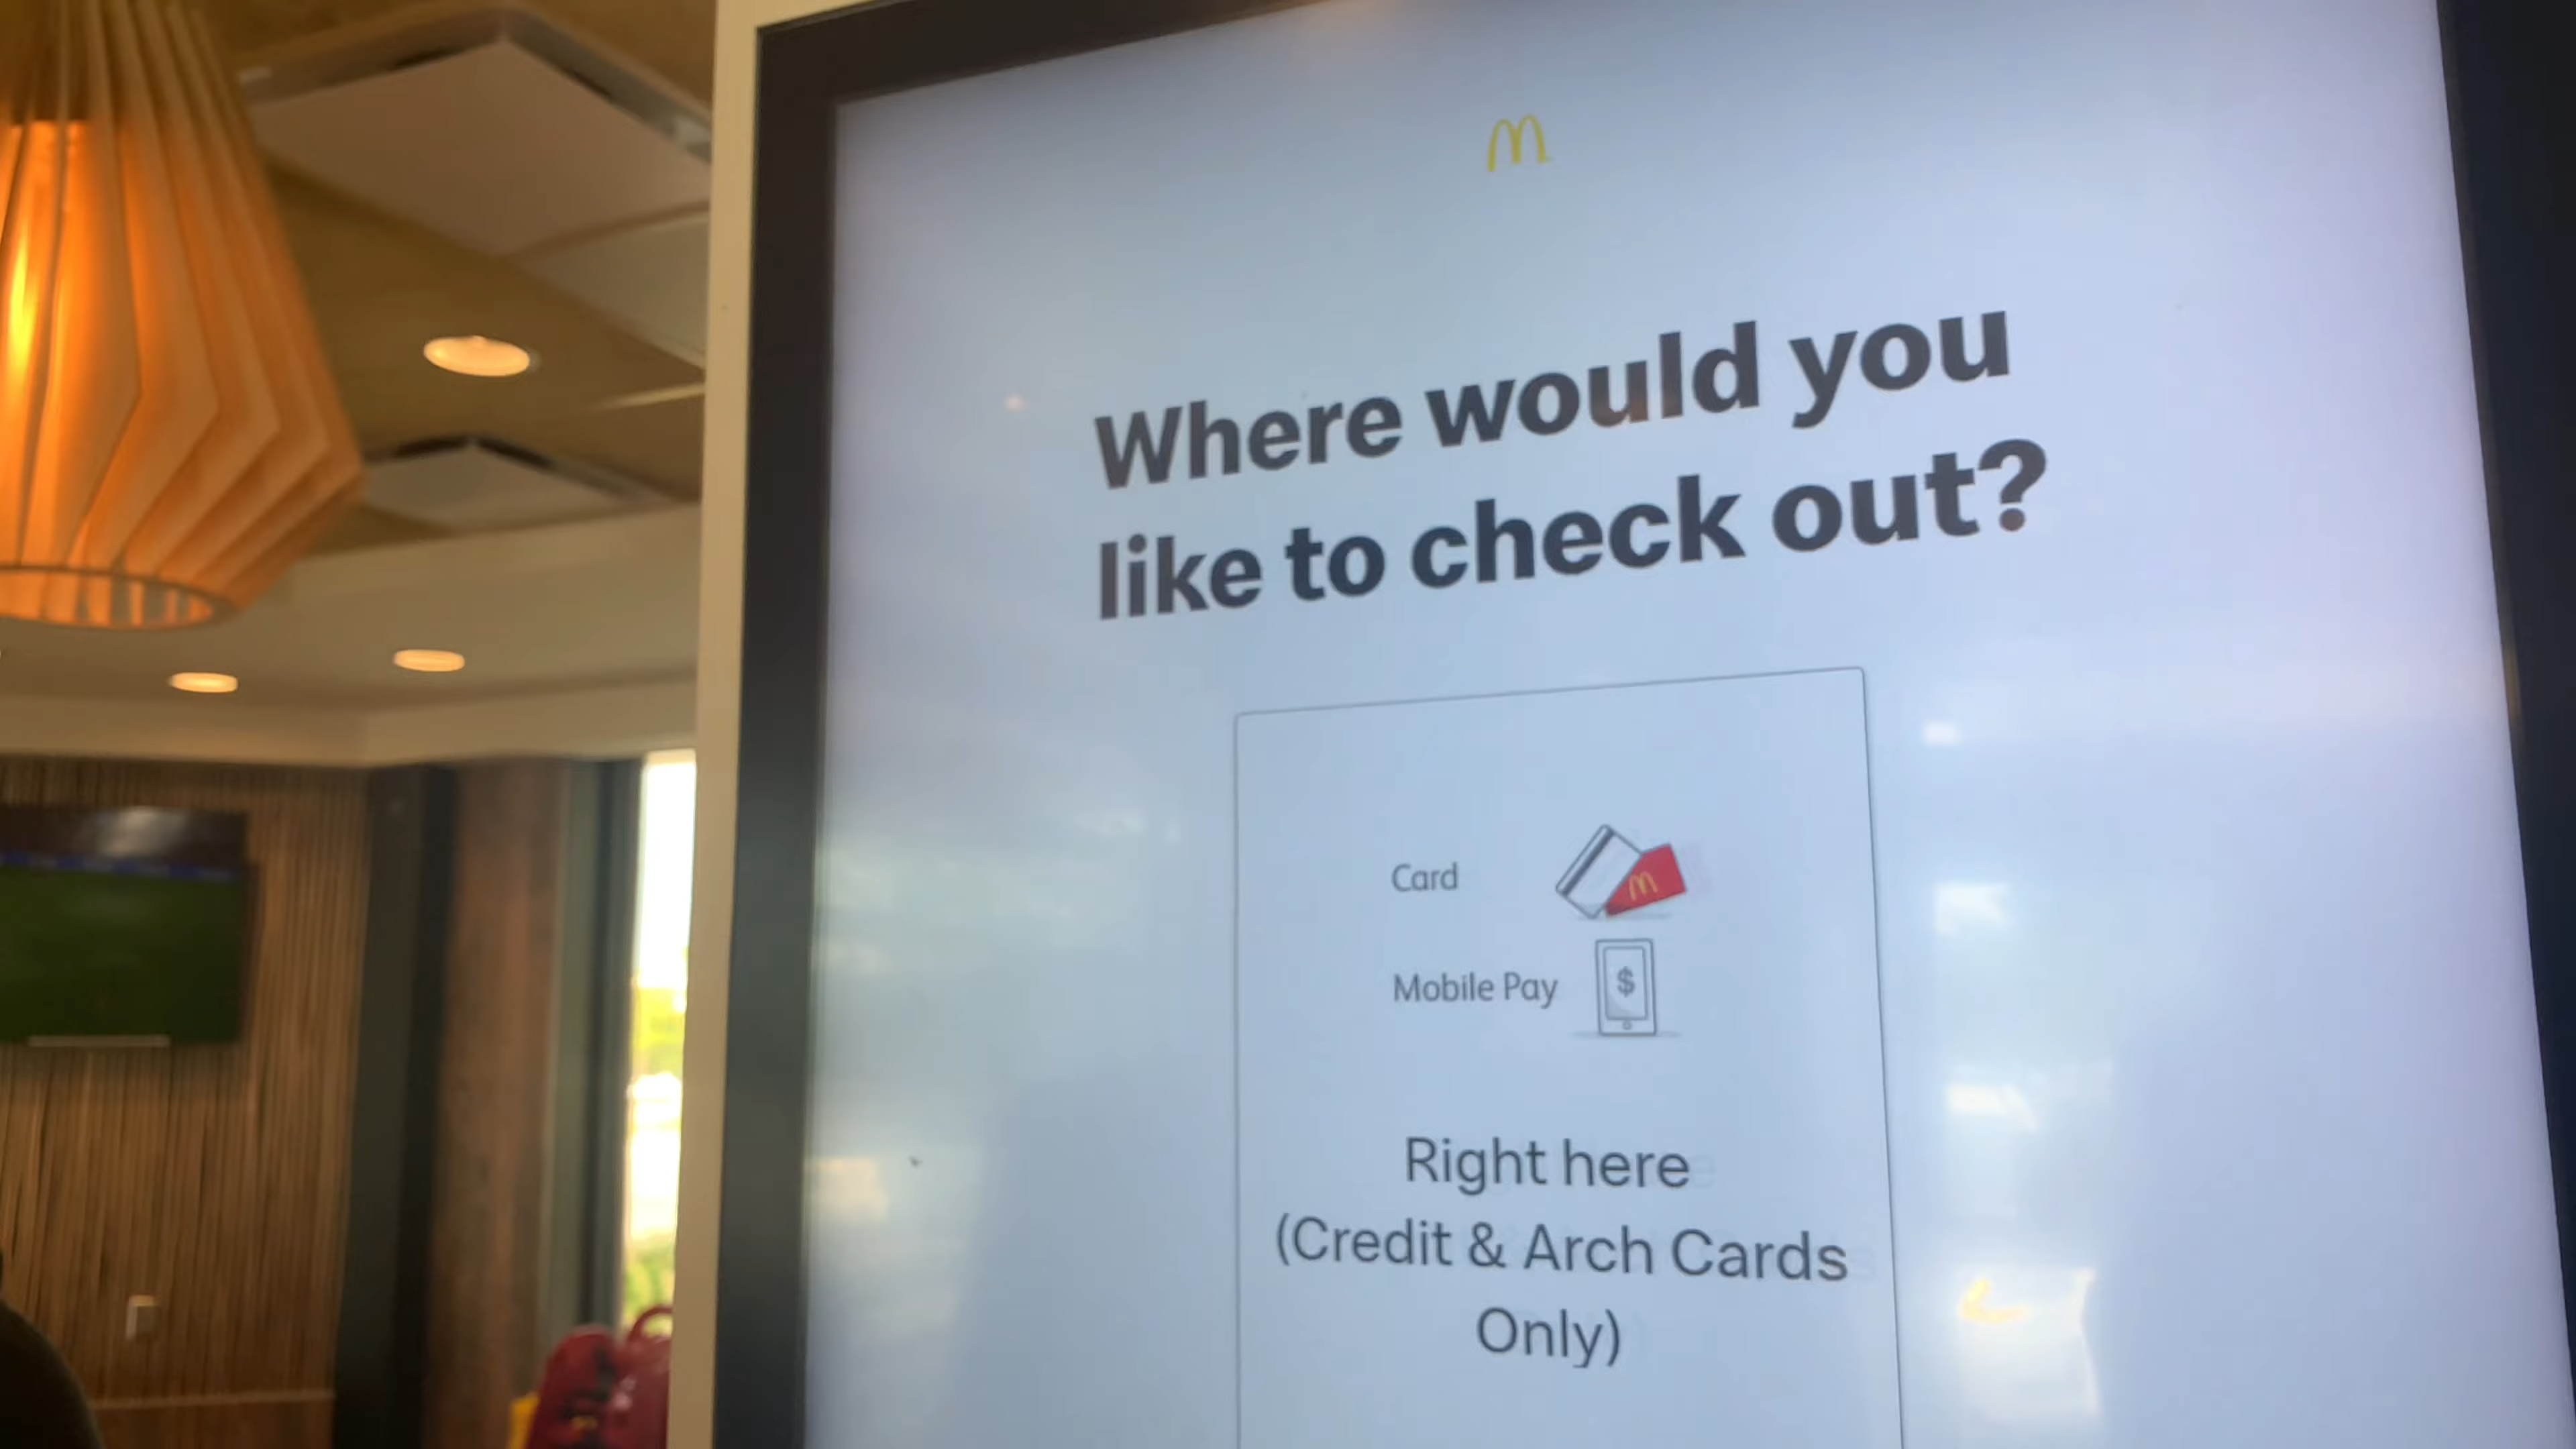 Where would you
like to check out?
Card
Mobile Pay
$
Right here
(Credit & Arch Cards
Only)